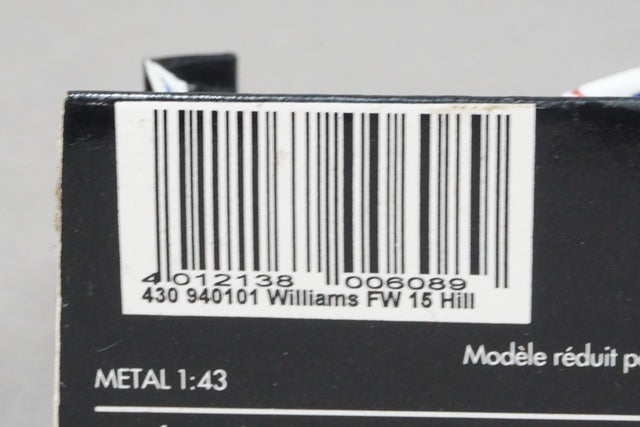 4 012138 006089
430 940101 Williams FW 15 Hill
Modèle réduit
METAL 1:43